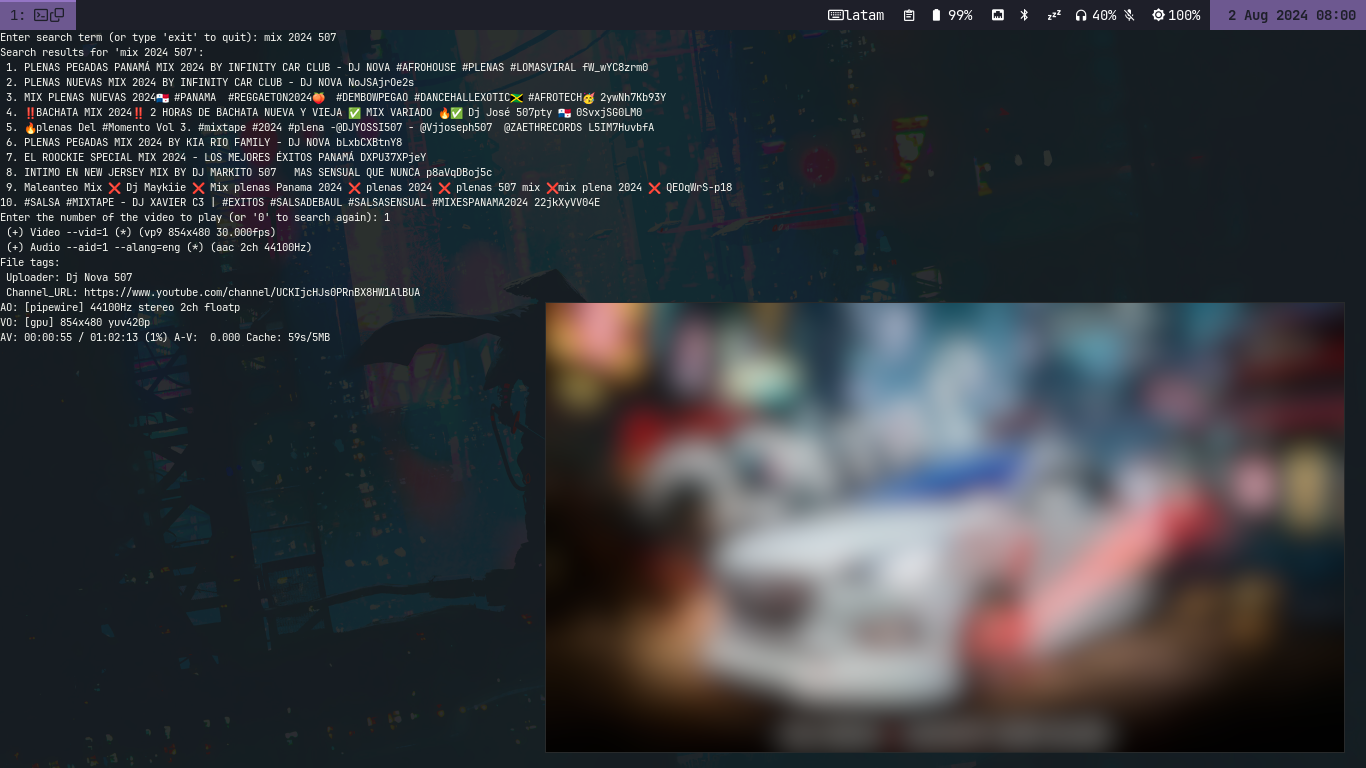 1:
latam 99% zzz 40% 100% 2 Aug 2024 08:00
Enter search term (or type 'exit' to quit): mix 2024 507
Search results for 'mix 2024 507':
1. PLENAS PEGADAS PANAMÁ MIX 2024 BY INFINITY CAR CLUB - DJ NOVA #AFROHOUSE #PLENAS #LOMASVIRAL fW_wYC8zrm0
2. PLENAS NUEVAS MIX 2024 BY INFINITY CAR CLUB - DJ NOVA NoJSAjrOe2s
3. MIX PLENAS NUEVAS 2024🇵🇦 #PANAMA  #REGGAETON2024🍑  #DEMBOWPEGAO #DANCEHALLEXOTIC🇯🇲 #AFROTECH🥳 2ywNh7Kb93Y
4. ‼️BACHATA MIX 2024‼️ 2 HORAS DE BACHATA NUEVA Y VIEJA ✅ MIX VARIADO 🔥✅ Dj José 507pty 🇵🇦 0SvxjSG0LM0
5. 🔥plenas Del #Momento Vol 3. #mixtape #2024 #plena -@DJYOSSI507 - @Vjjoseph507  @ZAETHRECORDS L5IM7HuvbfA
6. PLENAS PEGADAS MIX 2024 BY KIA RIO FAMILY - DJ NOVA bLxbCXBtnY8
7. EL ROOCKIE SPECIAL MIX 2024 - LOS MEJORES ÉXITOS PANAMÁ DXPU37XPjeY
8. INTIMO EN NEW JERSEY MIX BY DJ MARKITO 507   MAS SENSUAL QUE NUNCA p8aVqDBoj5c
9. Maleanteo Mix ❌ Dj Maykiie ❌ Mix plenas Panama 2024 ❌ plenas 2024 ❌ plenas 507 mix ❌mix plena 2024 ❌ QEOqWrS-p18
10. #SALSA #MIXTAPE - DJ XAVIER C3 | #EXITOS #SALSADEBAUL #SALSASENSUAL #MIXESPANAMA2024 22jkXyVV04E
Enter the number of the video to play (or '0' to search again): 1
(+) Video --vid=1 (*) (vp9 854x480 30.000fps)
(+) Audio --aid=1 --alang=eng (*) (aac 2ch 44100Hz)
File tags:
Uploader: Dj Nova 507
Channel_URL: https://www.youtube.com/channel/UCKIjcHJs0PRnBX8HW1AlBUA
AO: [pipewire] 44100Hz stereo 2ch floatp
VO: [gpu] 854x480 yuv420p
AV: 00:00:55 / 01:02:13 (1%) A-V:  0.000 Cache: 59s/5MB